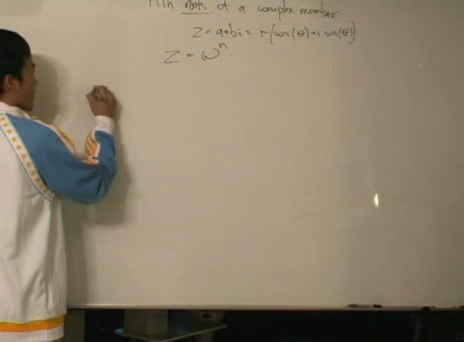 nth roots of a complex number
z = a+bi = r(cos(θ)+i sin(θ))
z = wⁿ.